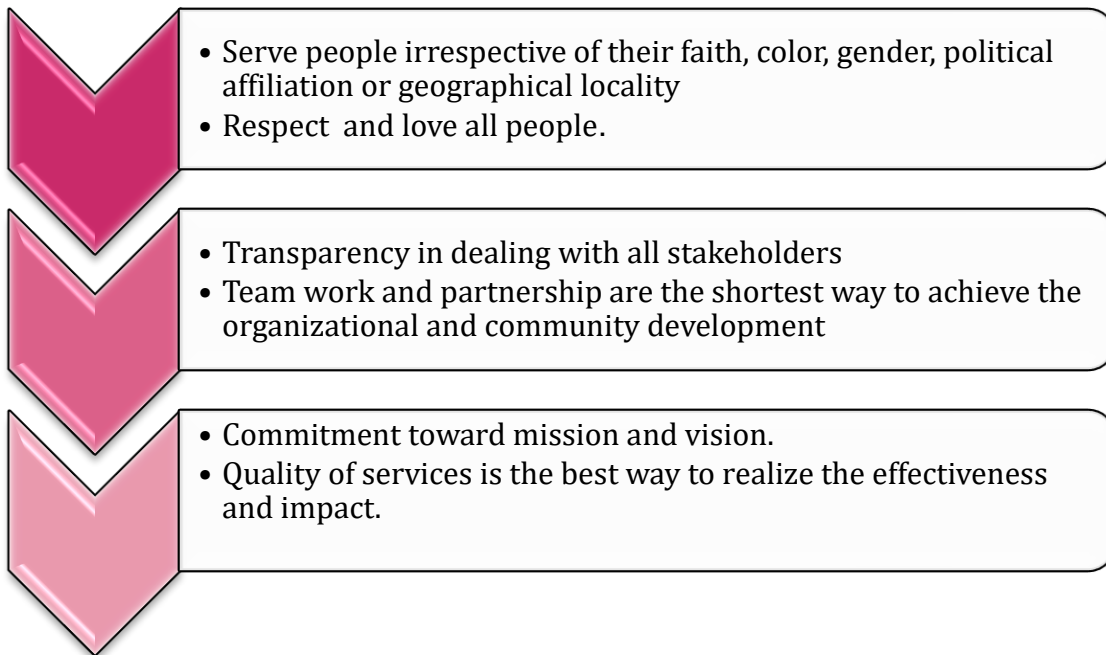 • Serve people irrespective of their faith, color, gender, political
affiliation or geographical locality
• Respect  and love all people.
• Transparency in dealing with all stakeholders
• Team work and partnership are the shortest way to achieve the
organizational and community development
• Commitment toward mission and vision.
• Quality of services is the best way to realize the effectiveness
and impact.